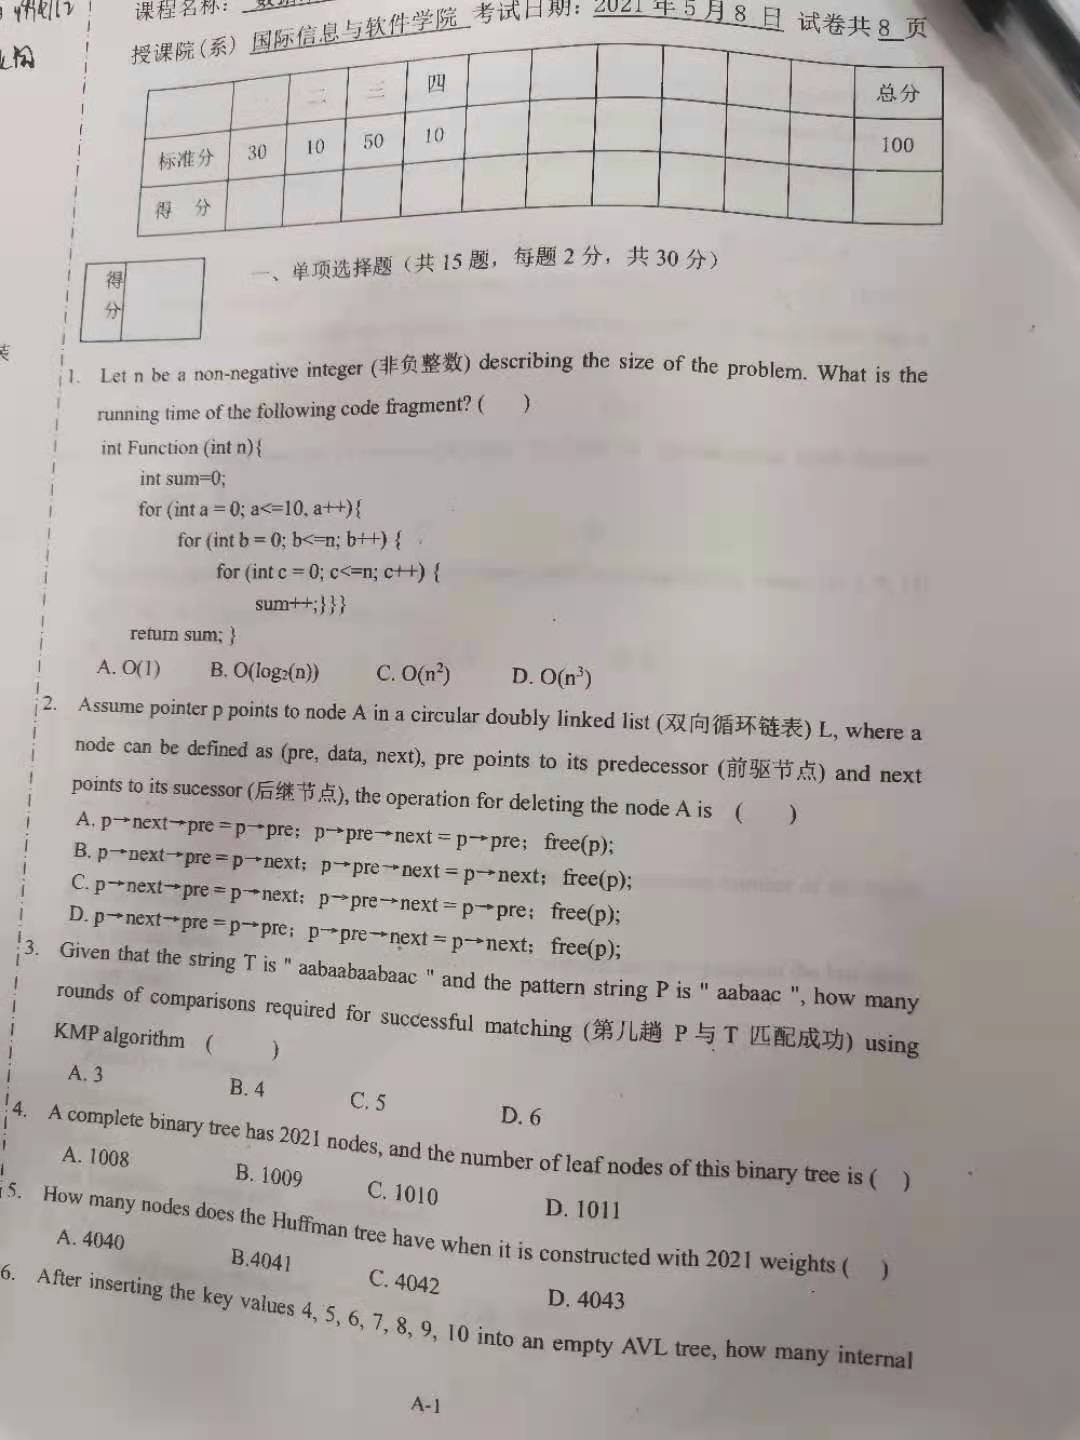 课程名称：
授课院(系) 国际信息与软件学院 考试日期：2021年5月8日 试卷共 8 页
二 三 四 总分
标准分 30 10 50 10 100
得 分
得
分
一、单项选择题（共 15 题，每题 2 分，共 30 分）
1. Let n be a non-negative integer (非负整数) describing the size of the problem. What is the
running time of the following code fragment? ( )
int Function (int n){
int sum=0;
for (int a = 0; a<=10, a++){
for (int b = 0; b<=n; b++) {
for (int c = 0; c<=n; c++) {
sum++;}}}
return sum; }
A. O(1) B. O(log₂(n)) C. O(n²) D. O(n³)
2. Assume pointer p points to node A in a circular doubly linked list (双向循环链表) L, where a
node can be defined as (pre, data, next), pre points to its predecessor (前驱节点) and next
points to its sucessor (后继节点), the operation for deleting the node A is ( )
A. p→next→pre = p→pre; p→pre→next = p→pre; free(p);
B. p→next→pre = p→next; p→pre→next = p→next; free(p);
C. p→next→pre = p→next; p→pre→next = p→pre; free(p);
D. p→next→pre = p→pre; p→pre→next = p→next; free(p);
3. Given that the string T is " aabaabaabaac " and the pattern string P is " aabaac ", how many
rounds of comparisons required for successful matching (第几趟 P 与 T 匹配成功) using
KMP algorithm ( )
A. 3 B. 4 C. 5 D. 6
4. A complete binary tree has 2021 nodes, and the number of leaf nodes of this binary tree is ( )
A. 1008 B. 1009 C. 1010 D. 1011
5. How many nodes does the Huffman tree have when it is constructed with 2021 weights ( )
A. 4040 B.4041 C. 4042 D. 4043
6. After inserting the key values 4, 5, 6, 7, 8, 9, 10 into an empty AVL tree, how many internal
A-1